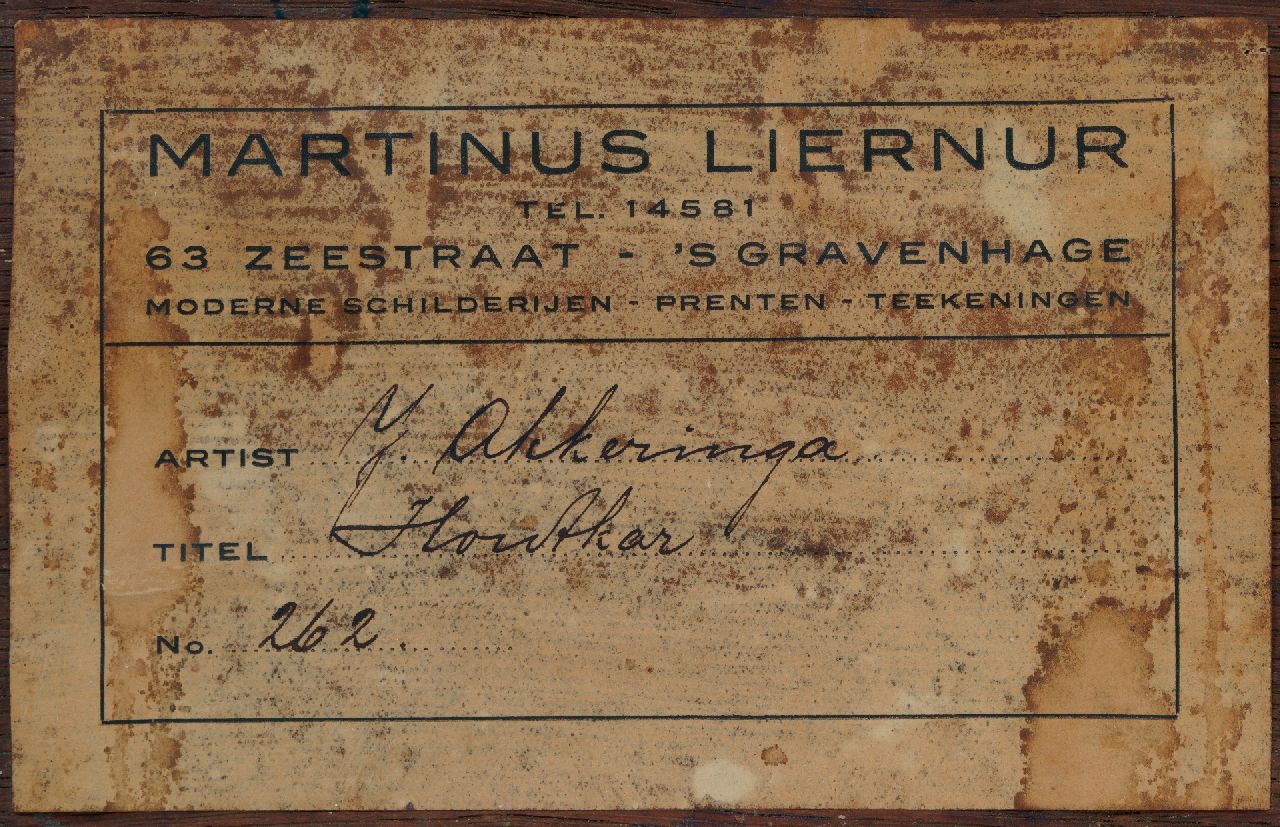 MARTINUS LIERNUR
TEL. 14581
63 ZEESTRAAT - 'S GRAVENHAGE
MODERNE SCHILDERIJEN - PRENTEN - TEEKENINGEN
ARTIST J. Akkeringa
TITEL Houtkar
No. 262.